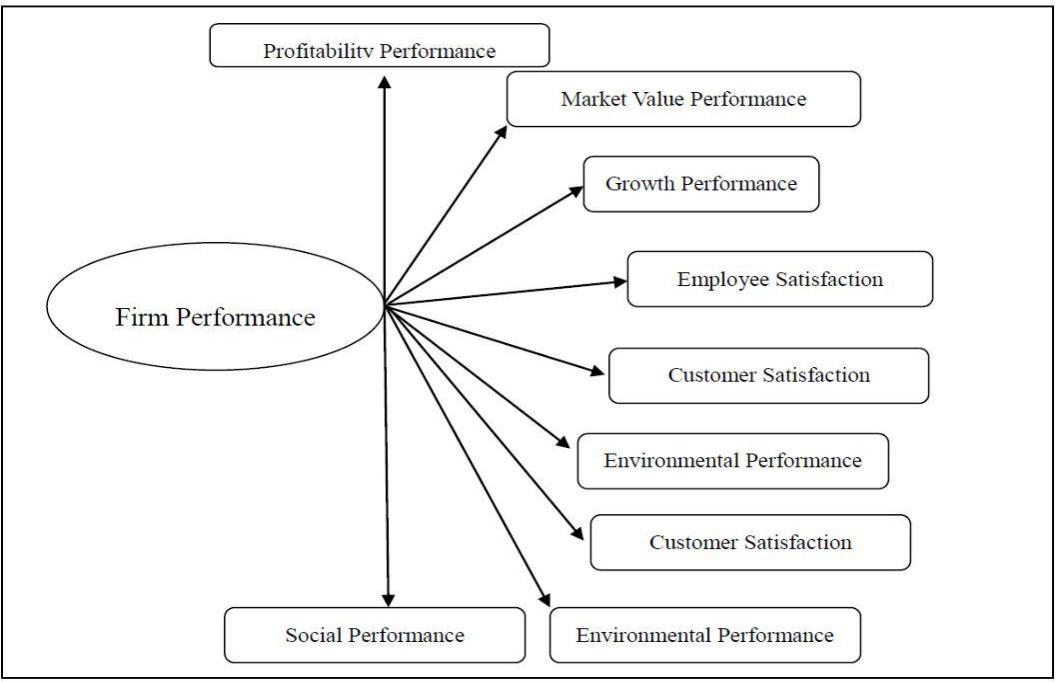 Profitability Performance
Market Value Performance
Growth Performance
Employee Satisfaction
Firm Performance
Customer Satisfaction
Environmental Performance
Customer Satisfaction
Social Performance
Environmental Performance